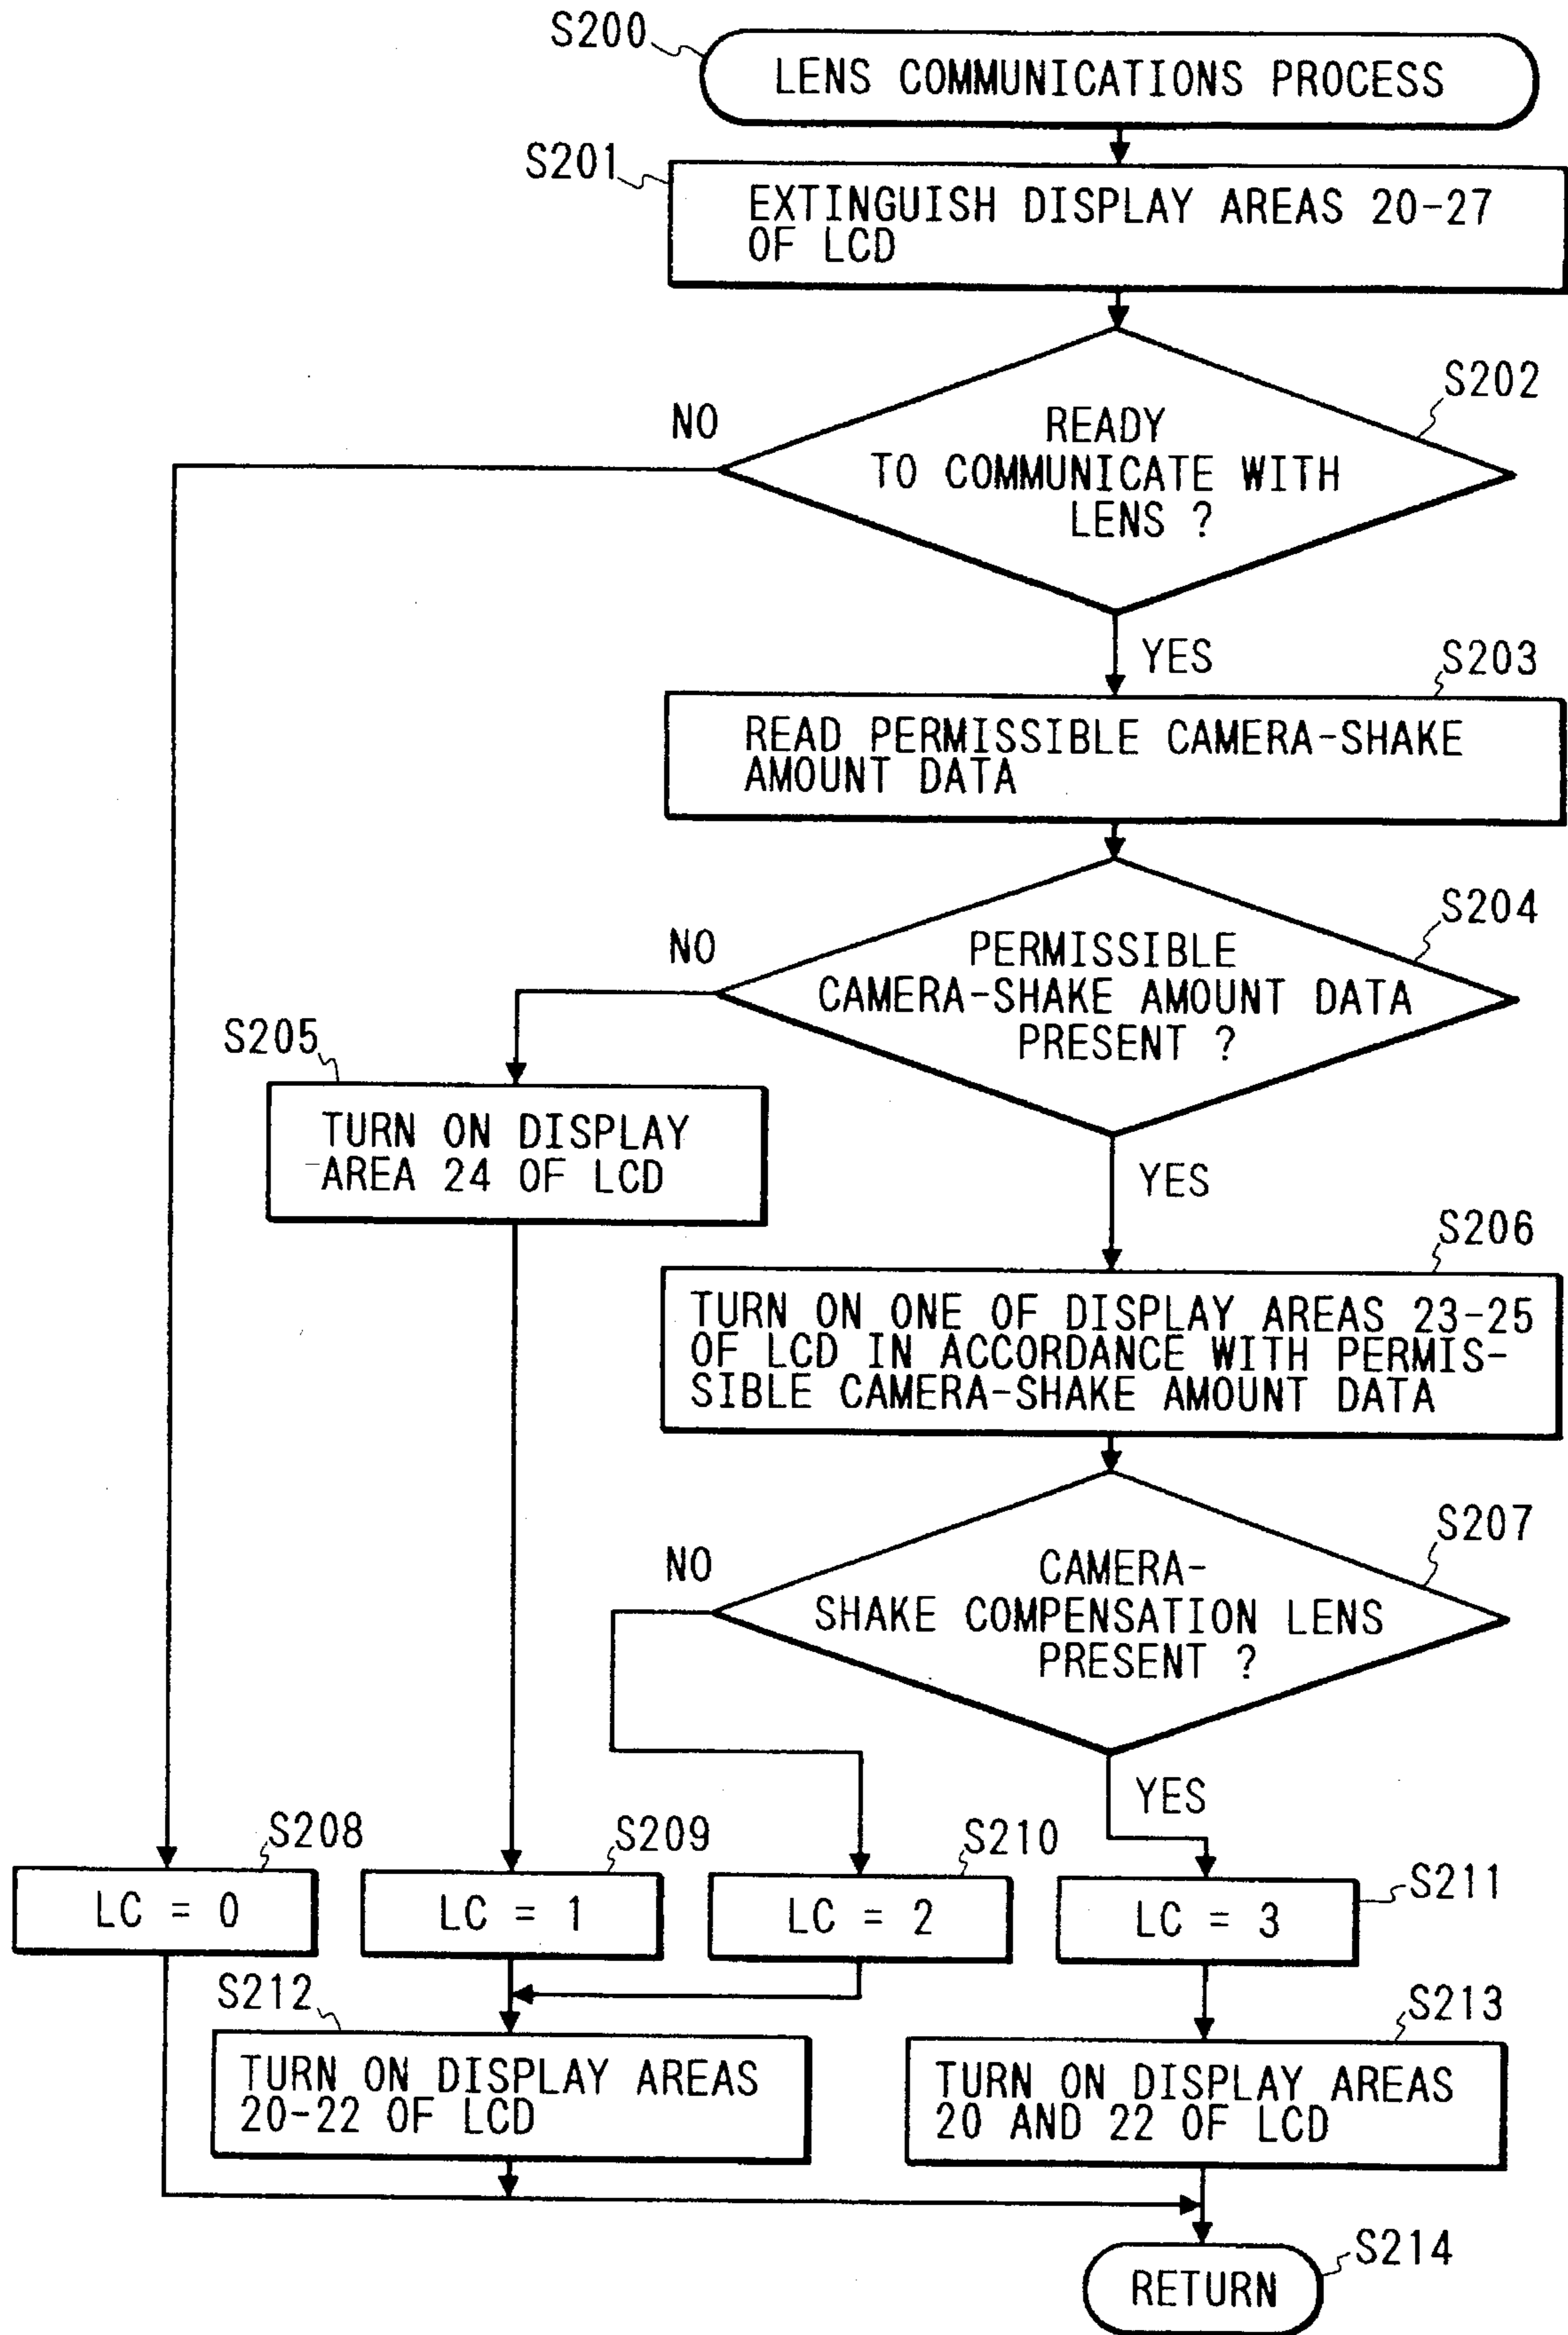 S200
LENS COMMUNICATIONS PROCESS
S201
EXTINGUISH DISPLAY AREAS 20-27
OF LCD
S202
NO
READY
TO COMMUNICATE WITH
LENS ?
YES
S203
READ PERMISSIBLE CAMERA-SHAKE
AMOUNT DATA
S204
NO
PERMISSIBLE
CAMERA-SHAKE AMOUNT DATA
PRESENT ?
S205
TURN ON DISPLAY
AREA 24 OF LCD
YES
S206
TURN ON ONE OF DISPLAY AREAS 23-25
OF LCD IN ACCORDANCE WITH PERMIS-
SIBLE CAMERA-SHAKE AMOUNT DATA
S207
NO
CAMERA-
SHAKE COMPENSATION LENS
PRESENT ?
YES
S208
LC = 0
S209
LC = 1
S210
LC = 2
S211
LC = 3
S212
TURN ON DISPLAY AREAS
20-22 OF LCD
S213
TURN ON DISPLAY AREAS
20 AND 22 OF LCD
S214
RETURN